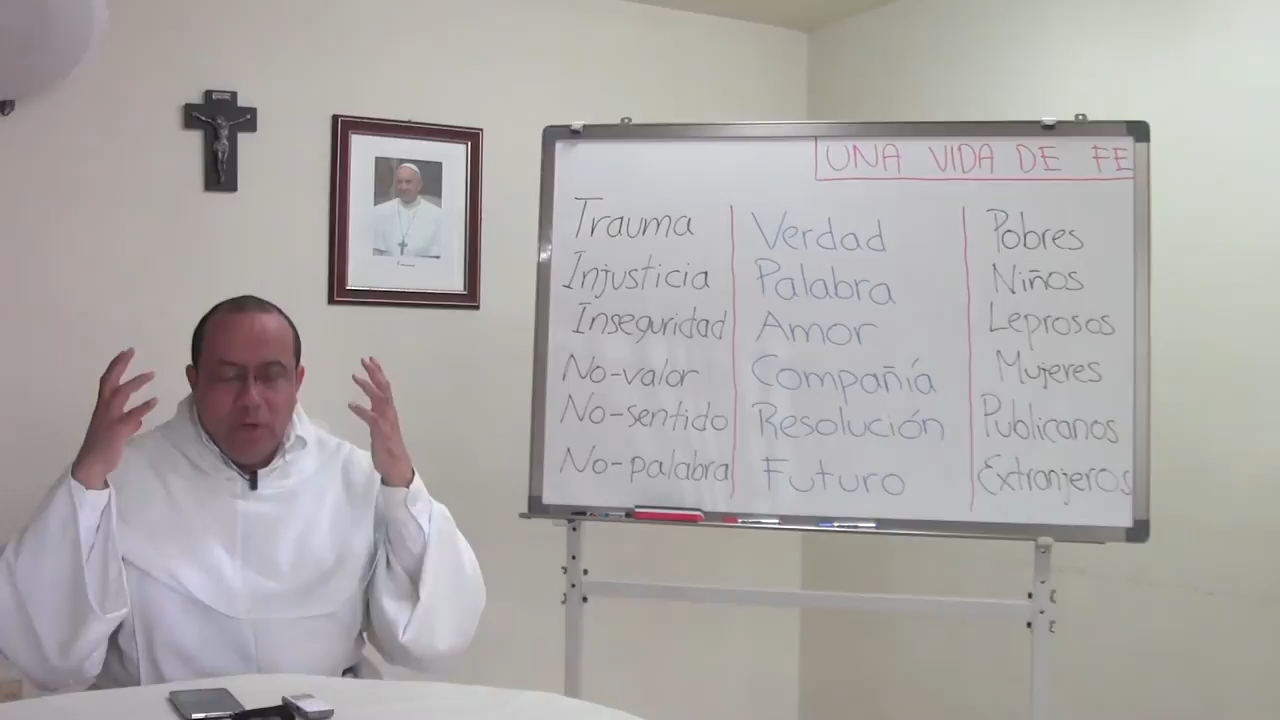 UNA VIDA DE FE
Trauma
Injusticia
Inseguridad
No-valor
No-sentido
No-palabra
Verdad
Palabra
Amor
Compañía
Resolución
Futuro
Pobres
Niños
Leprosos
Mujeres
Publicanos
Extranjeros